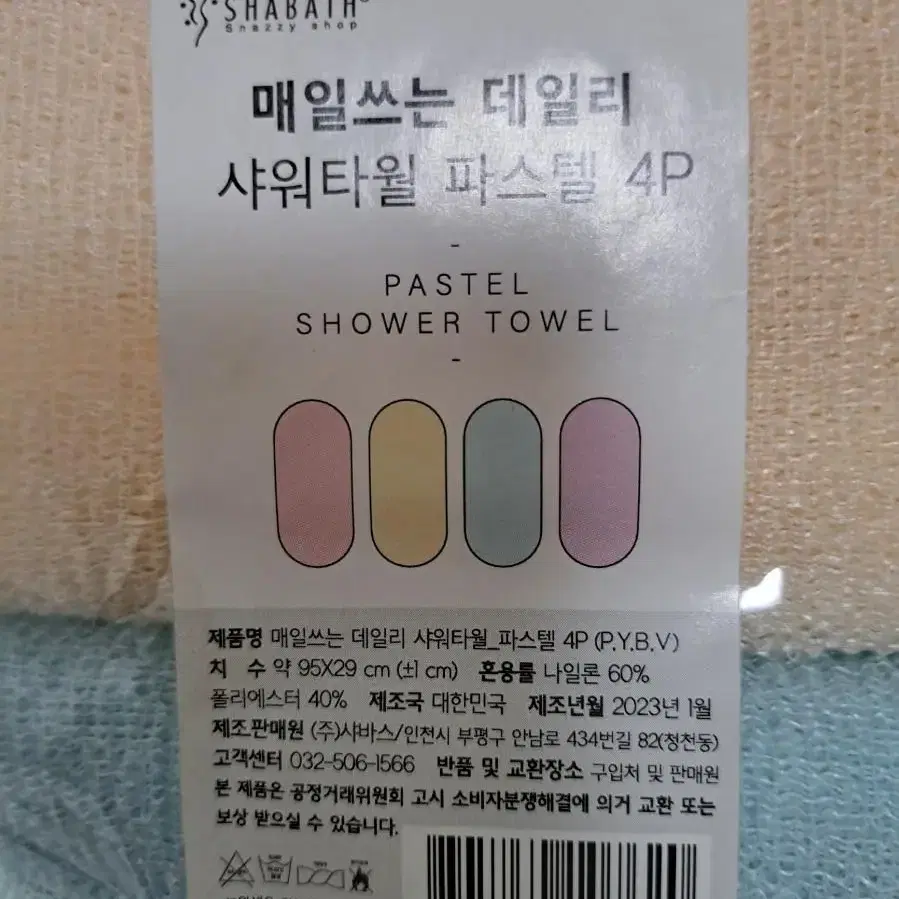 SHABATH®
Snazzy shop
매일쓰는 데일리
샤워타월 파스텔 4P
-
PASTEL
SHOWER TOWEL
-
제품명 매일쓰는 데일리 샤워타월_파스텔 4P (P.Y.B.V)
치 수 약 95X29 cm (±1 cm) 혼용률 나일론 60%
폴리에스터 40% 제조국 대한민국 제조년월 2023년 1월
제조판매원 (주)샤바스/인천시 부평구 안남로 434번길 82(청천동)
고객센터 032-506-1566 반품 및 교환장소 구입처 및 판매원
본 제품은 공정거래위원회 고시 소비자분쟁해결에 의거 교환 또는
보상 받으실 수 있습니다.